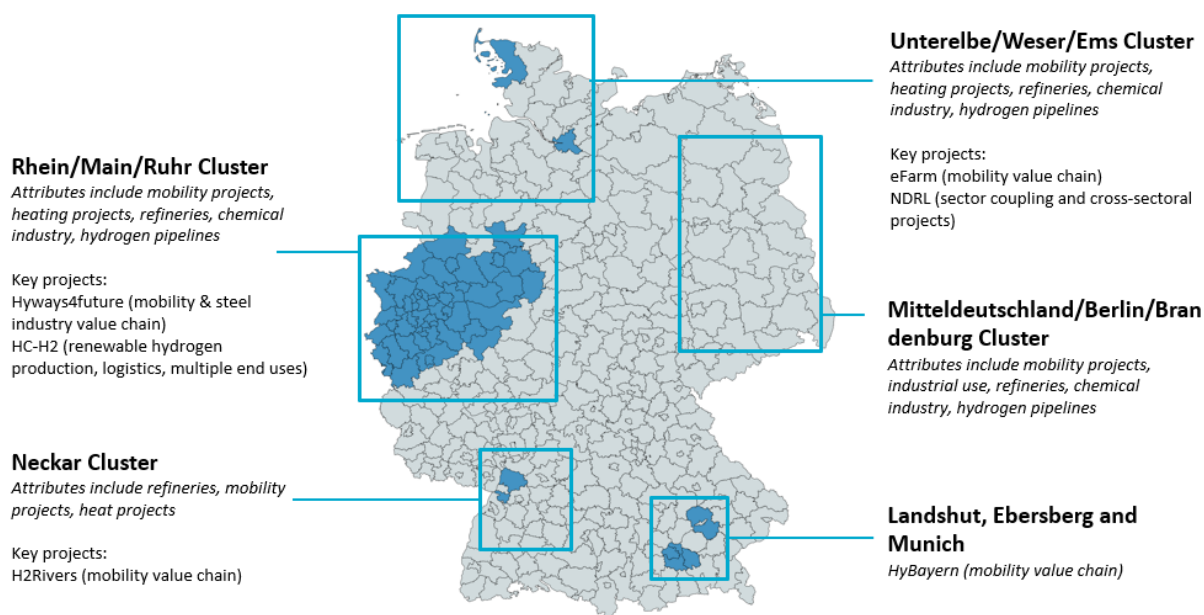 Rhein/Main/Ruhr Cluster
Attributes include mobility projects,
heating projects, refineries, chemical
industry, hydrogen pipelines
Key projects:
Hyways4future (mobility & steel
industry value chain)
HC-H2 (renewable hydrogen
production, logistics, multiple end uses)
Neckar Cluster
Attributes include refineries, mobility
projects, heat projects
Key projects:
H2Rivers (mobility value chain)
Unterelbe/Weser/Ems Cluster
Attributes include mobility projects,
heating projects, refineries, chemical
industry, hydrogen pipelines
Key projects:
eFarm (mobility value chain)
NDRL (sector coupling and cross-sectoral
projects)
Mitteldeutschland/Berlin/Bran
denburg Cluster
Attributes include mobility projects,
industrial use, refineries, chemical
industry, hydrogen pipelines
Landshut, Ebersberg and
Munich
HyBayern (mobility value chain)